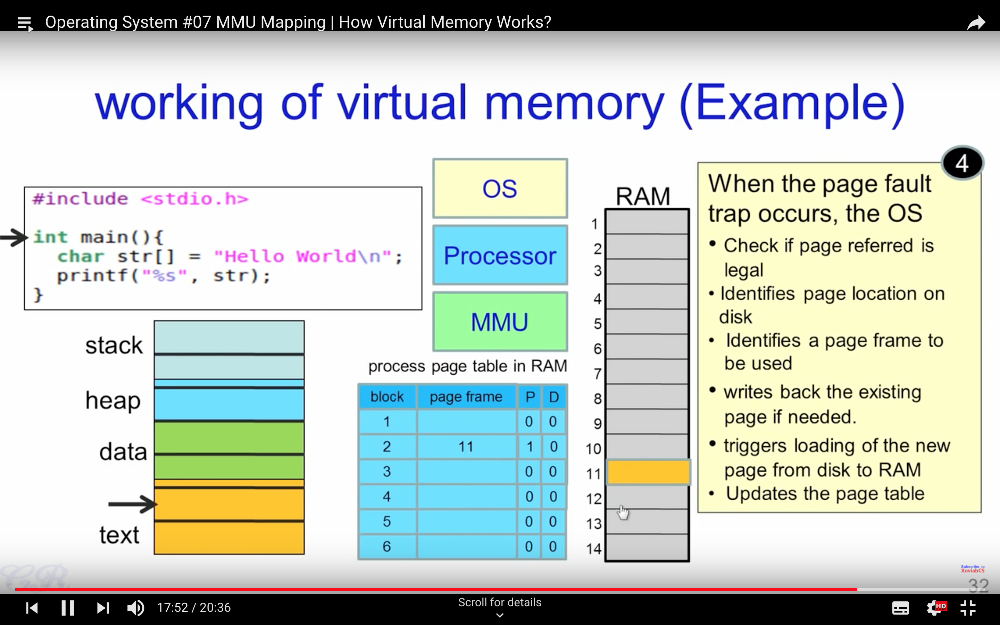 Operating System #07 MMU Mapping | How Virtual Memory Works?
working of virtual memory (Example)
#include <stdio.h>
int main(){
char str[] = "Hello World\n";
printf("%s", str);
}
stack
heap
data
text
OS
Processor
MMU
process page table in RAM
block page frame P D
1 0 0
2 11 1 0
3 0 0
4 0 0
5 0 0
6 0 0
RAM
1
2
3
4
5
6
7
8
9
10
11
12
13
14
4
When the page fault
trap occurs, the OS
• Check if page referred is
legal
• Identifies page location on
disk
• Identifies a page frame to
be used
• writes back the existing
page if needed.
• triggers loading of the new
page from disk to RAM
• Updates the page table
Subscribe to
XoviabCS
32
17:52 / 20:36
Scroll for details
HD